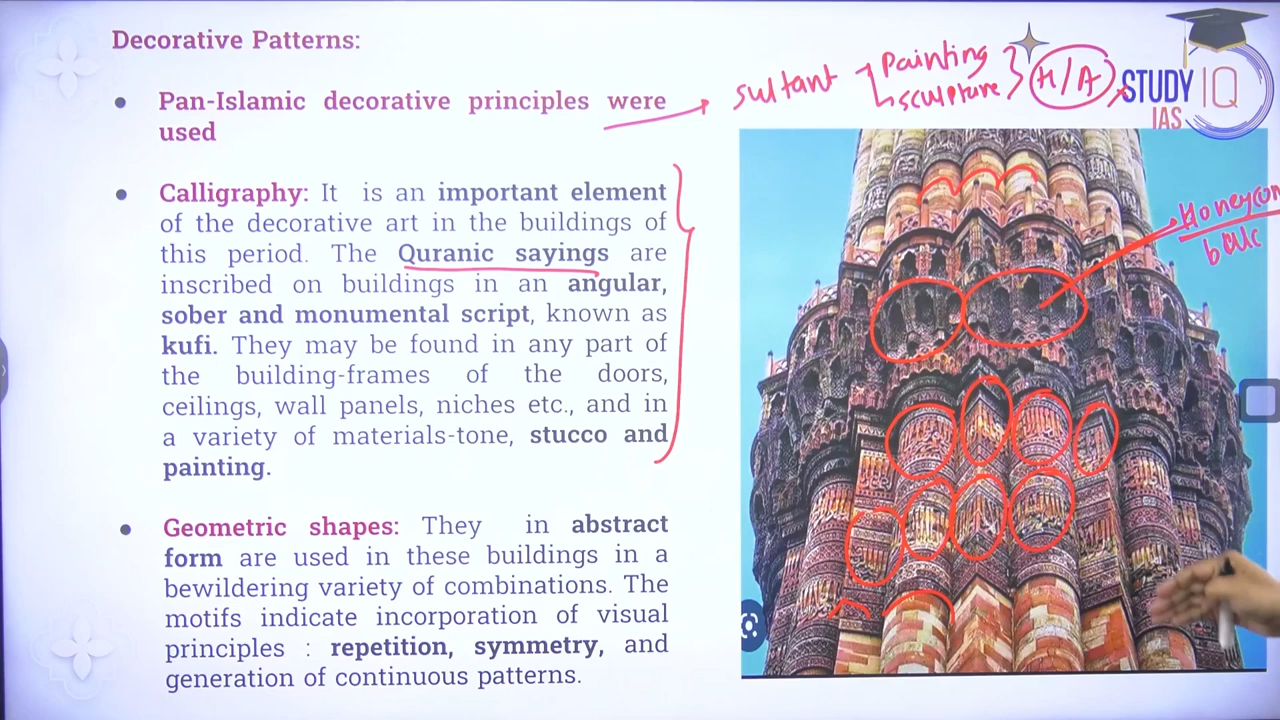 Decorative Patterns:
sultant
Painting
sculpture
H/A
STUDY IQ
IAS
Pan-Islamic decorative principles were
used
Calligraphy: It is an important element
of the decorative art in the buildings of
this period. The Quranic sayings are
inscribed on buildings in an angular,
sober and monumental script, known as
kufi. They may be found in any part of
the building-frames of the doors,
ceilings, wall panels, niches etc., and in
a variety of materials-tone, stucco and
painting.
Honeycom
balc
Geometric shapes: They in abstract
form are used in these buildings in a
bewildering variety of combinations. The
motifs indicate incorporation of visual
principles : repetition, symmetry, and
generation of continuous patterns.